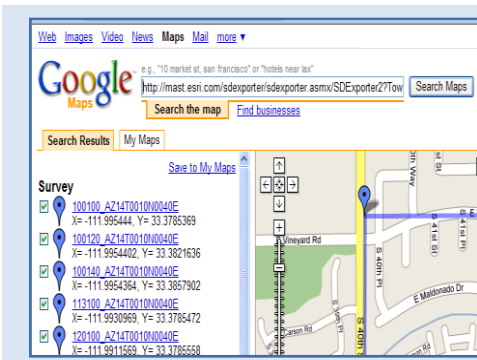 Web Images Video News Maps Mail more ▼
Google Maps
e.g., "10 market st, san francisco" or "hotels near lax"
http://mast.esri.com/sdexporter/sdexporter.asmx/SDExporter2?Tow
Search Maps
Search the map Find businesses
Search Results My Maps
Save to My Maps
Survey
100100_AZ14T0010N0040E
X= -111.995444, Y= 33.3785369
100120_AZ14T0010N0040E
X= -111.9954402, Y= 33.3821636
100140_AZ14T0010N0040E
X= -111.9954364, Y= 33.3857902
113100_AZ14T0010N0040E
X= -111.9930969, Y= 33.3785472
120100_AZ14T0010N0040E
X= -111.9911569, Y= 33.3785558
Vineyard Rd
S 40th Pl
S 41st St
S 41st Pl
E Maldonado Dr
Carson Rd
S 40th S